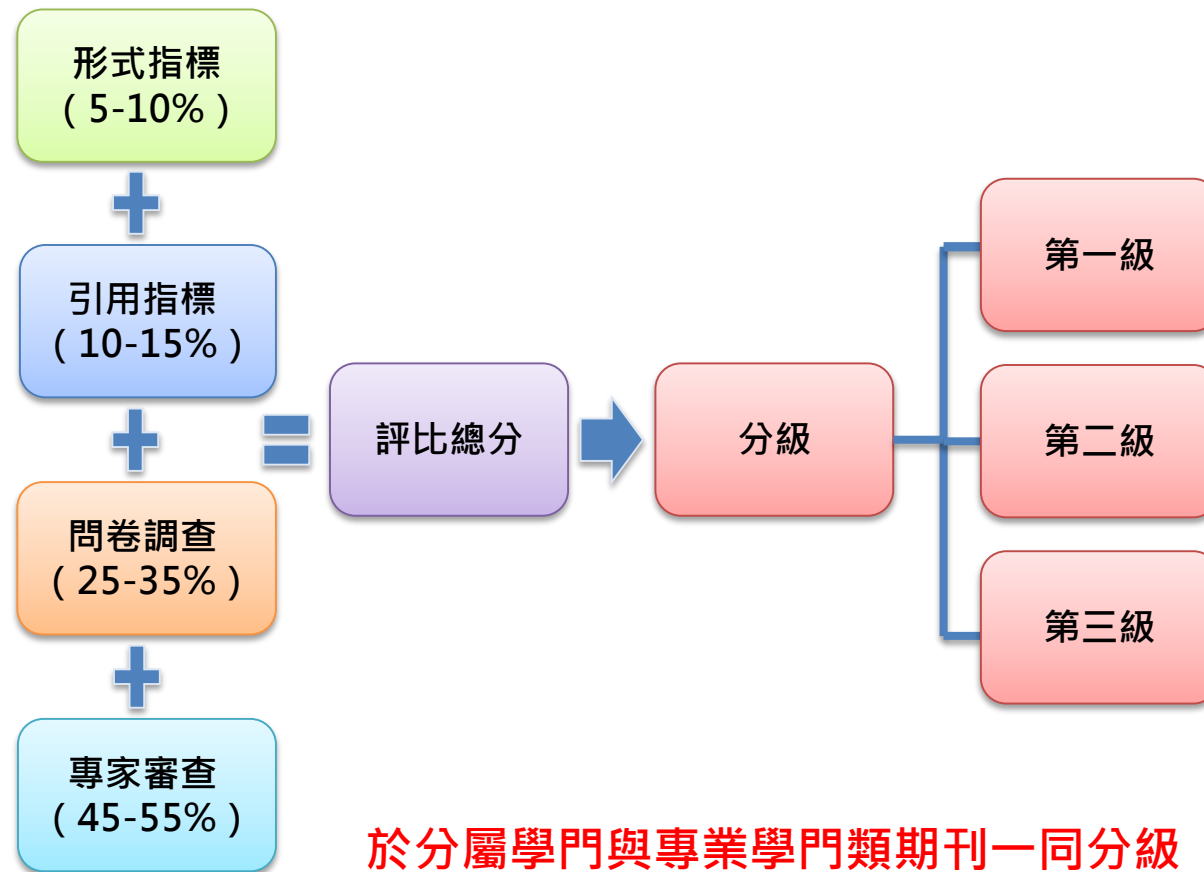 形式指標
( 5-10% )
引用指標
( 10-15% )
問卷調查
( 25-35% )
專家審查
( 45-55% )
評比總分
分級
第一級
第二級
第三級
於分屬學門與專業學門類期刊一同分級